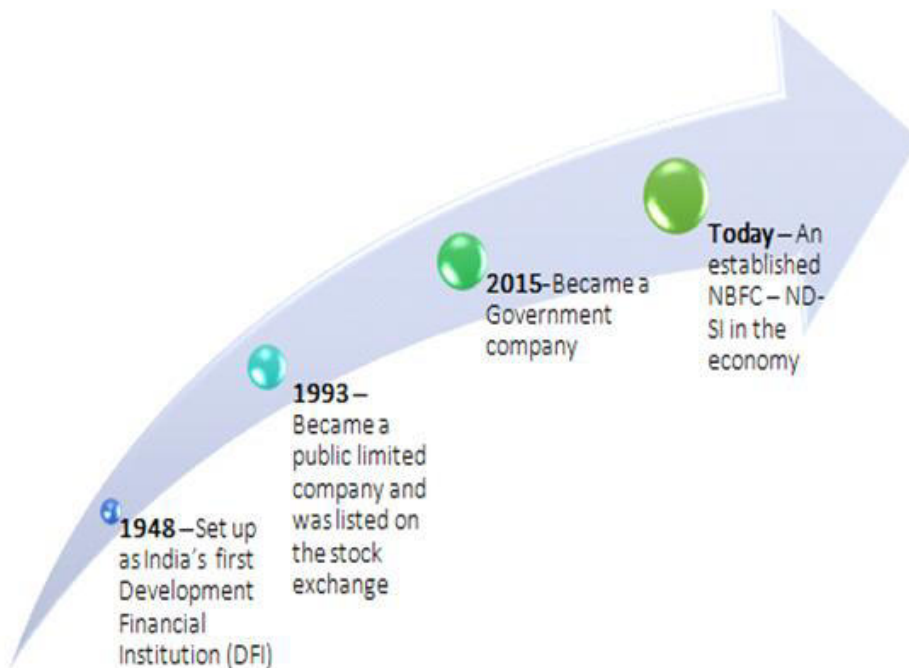 1948 – Set up
as India's first
Development
Financial
Institution (DFI)
1993 –
Became a
public limited
company and
was listed on
the stock
exchange
2015- Became a
Government
company
Today – An
established
NBFC – ND-
SI in the
economy